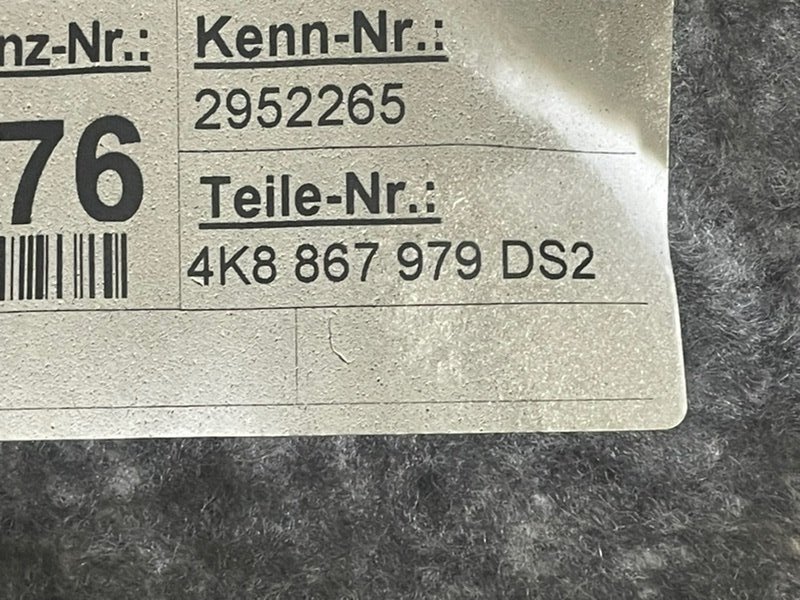 nz-Nr.:
76
Kenn-Nr.:
2952265
Teile-Nr.:
4K8 867 979 DS2